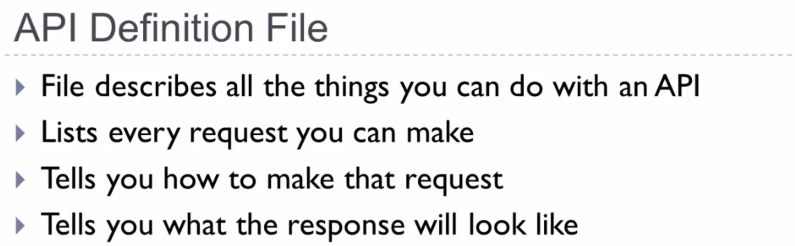 API Definition File
File describes all the things you can do with an API
Lists every request you can make
Tells you how to make that request
Tells you what the response will look like